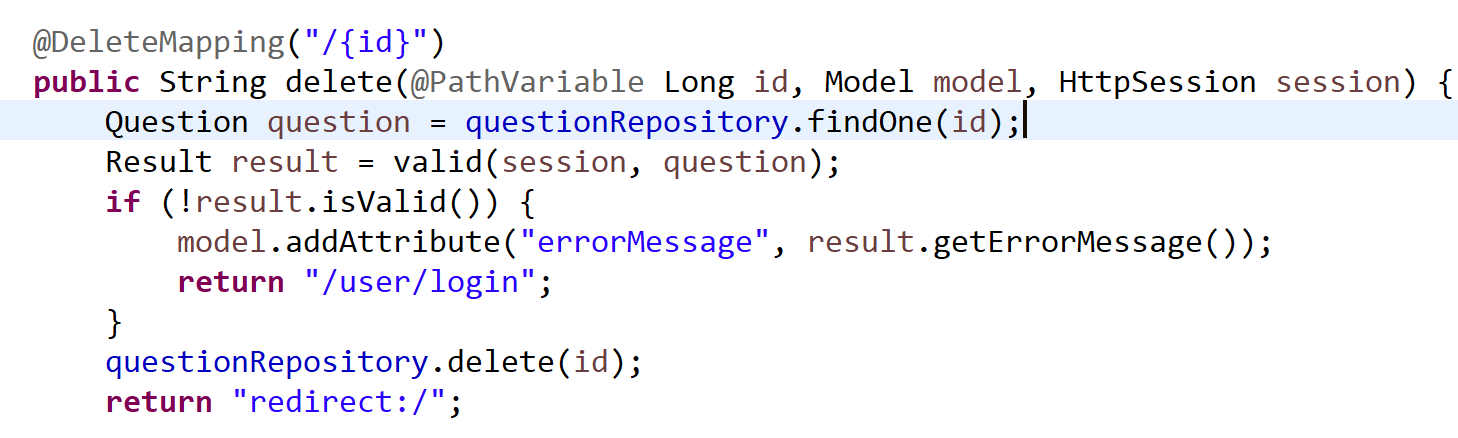 @DeleteMapping("/{id}")
public String delete(@PathVariable Long id, Model model, HttpSession session) {
    Question question = questionRepository.findOne(id);
    Result result = valid(session, question);
    if (!result.isValid()) {
        model.addAttribute("errorMessage", result.getErrorMessage());
        return "/user/login";
    }
    questionRepository.delete(id);
    return "redirect:/";